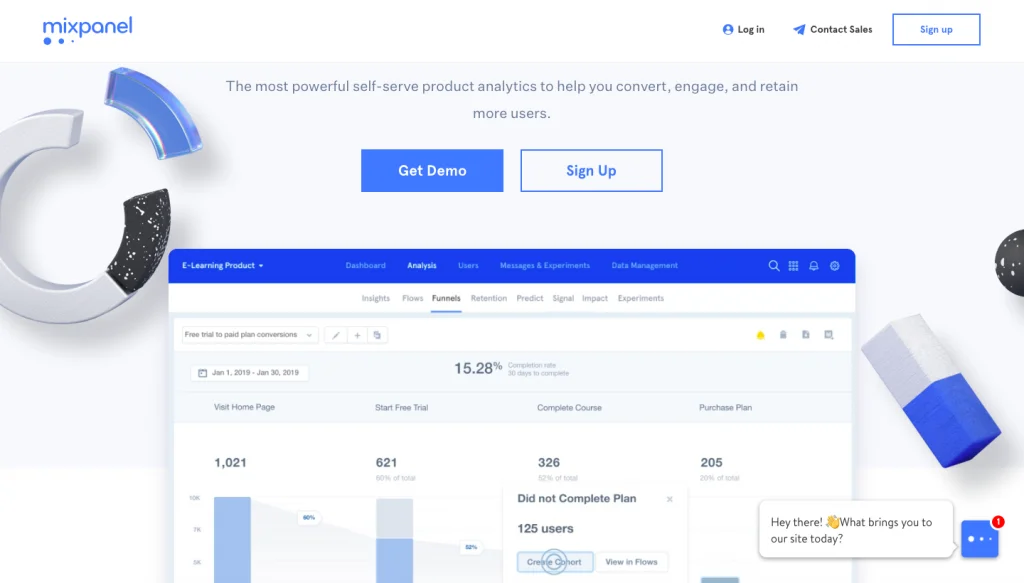 mixpanel
Log in
Contact Sales
Sign up
The most powerful self-serve product analytics to help you convert, engage, and retain
more users.
Get Demo
Sign Up
E-Learning Product
Dashboard
Analysis
Users
Messages & Experiments
Data Management
Insights
Flows
Funnels
Retention
Predict
Signal
Impact
Experiments
Free trial to paid plan conversions
Jan 1, 2019 - Jan 30, 2019
15.28%
Completion rate
30 days to complete
Visit Home Page
Start Free Trial
Complete Course
Purchase Plan
1,021
621
326
205
60% of total
52% of total
20% of total
Did not Complete Plan
10K
60%
125 users
7K
52%
5K
Create Cohort
View in Flows
Hey there! 👋What brings you to
our site today?
1